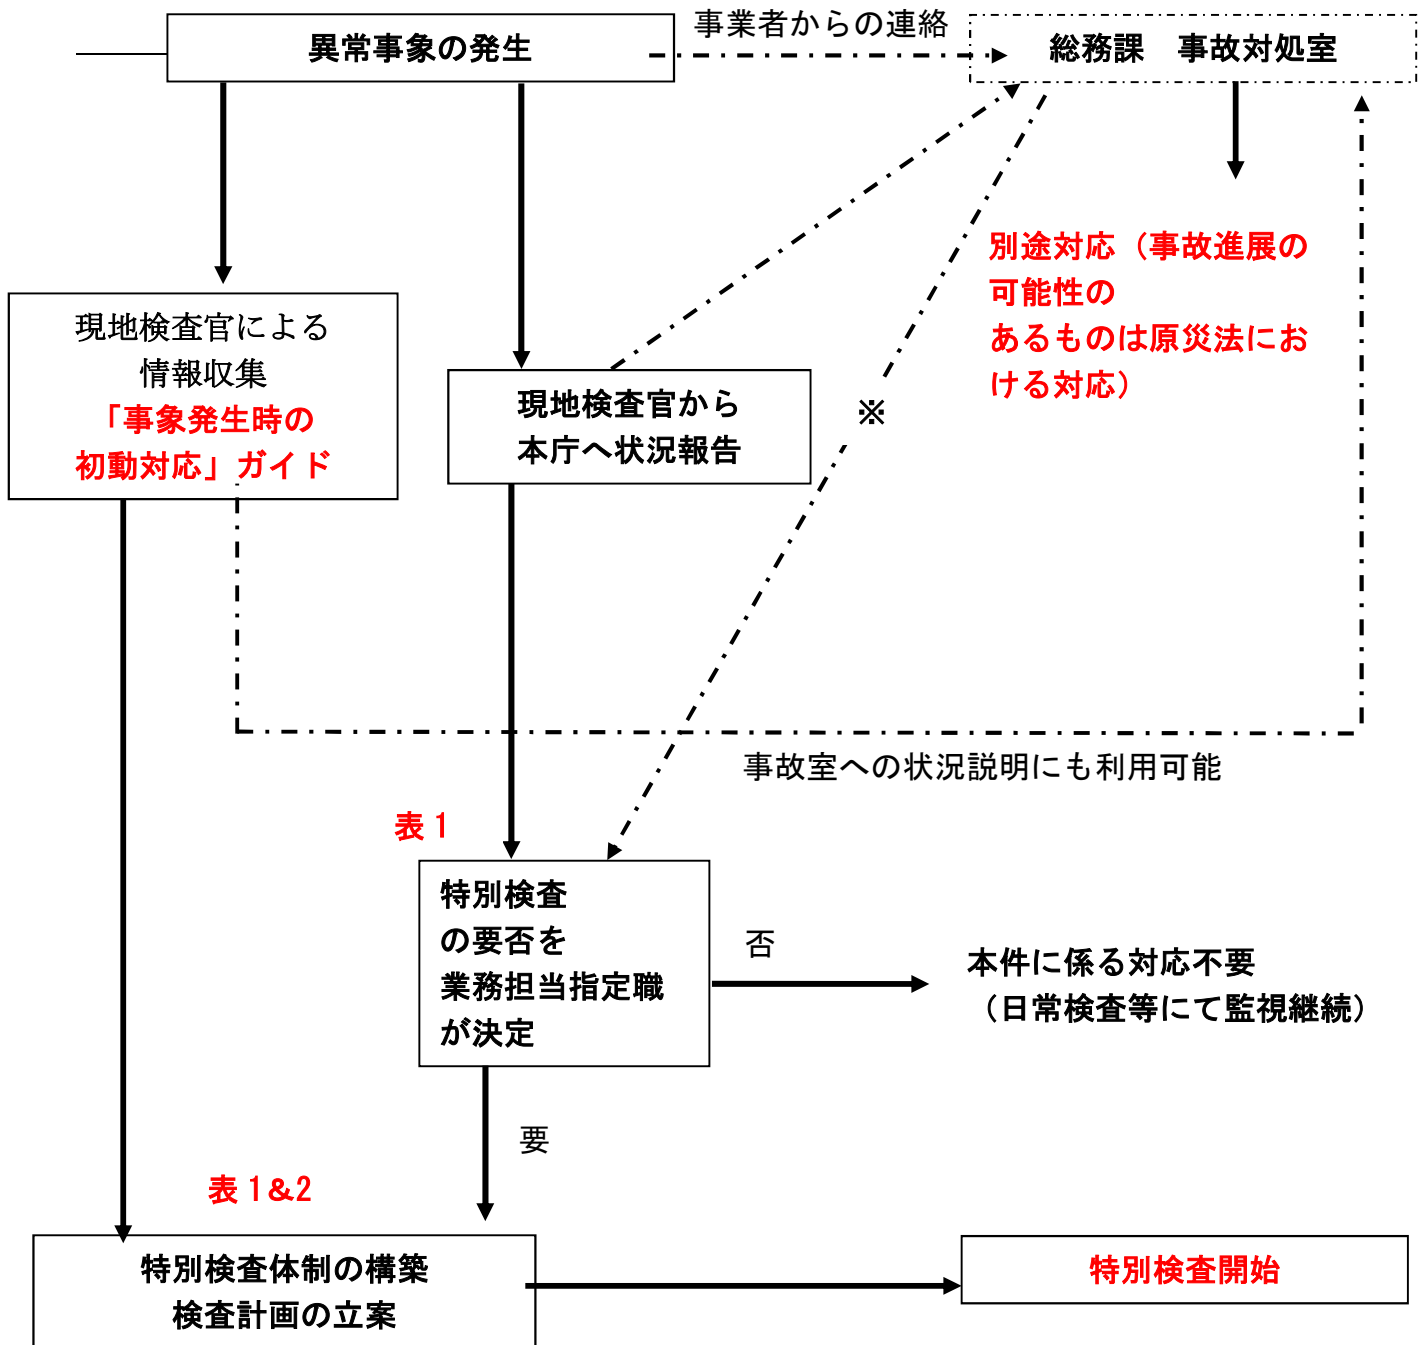 事業者からの連絡
異常事象の発生
総務課　事故対処室
別途対応（事故進展の
可能性の
あるものは原災法にお
ける対応）
現地検査官による
情報収集
「事象発生時の
初動対応」ガイド
現地検査官から
本庁へ状況報告
※
事故室への状況説明にも利用可能
表 1
特別検査
の要否を
業務担当指定職
が決定
否
本件に係る対応不要
（日常検査等にて監視継続）
要
表 1&2
特別検査体制の構築
検査計画の立案
特別検査開始